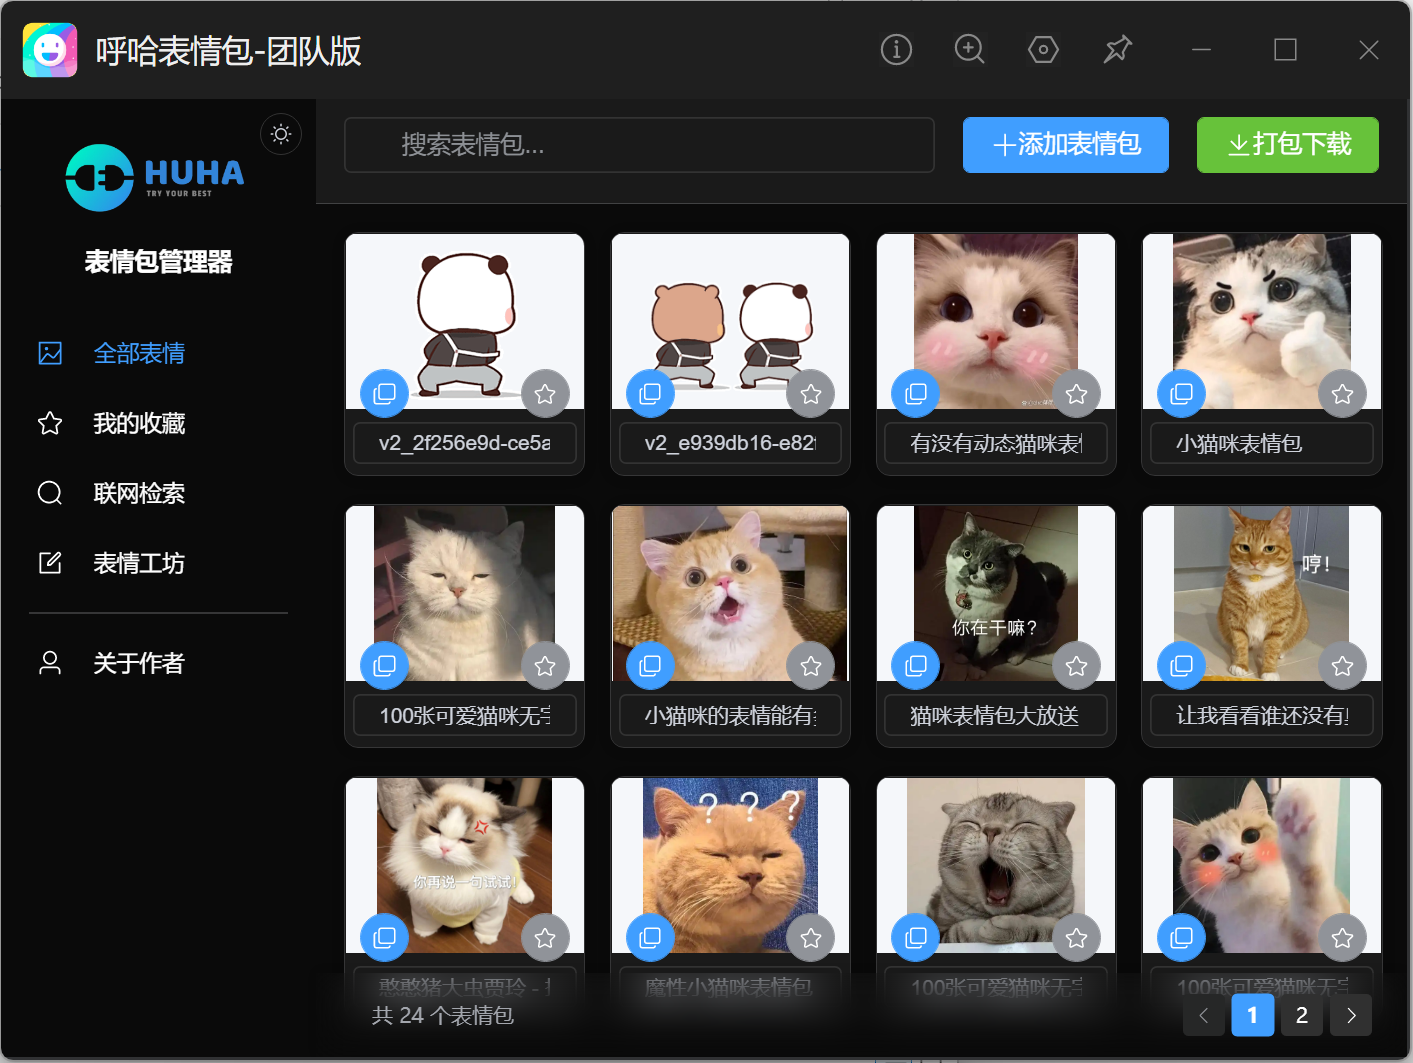 呼哈表情包-团队版
HUHA
TRY YOUR BEST
表情包管理器
全部表情
我的收藏
联网检索
表情工坊
关于作者
搜索表情包...
添加表情包
打包下载
v2_2f256e9d-ce5a
v2_e939db16-e82f
有没有动态猫咪表情
小猫咪表情包
你在干嘛?
哼!
100张可爱猫咪无字
小猫咪的表情能有
猫咪表情包大放送
让我看看谁还没有
你再说一句试试!
? ? ?
憨憨猪大虫贾玲 -
魔性小猫咪表情包
100张可爱猫咪无字
100张可爱猫咪无字
共 24 个表情包
1
2